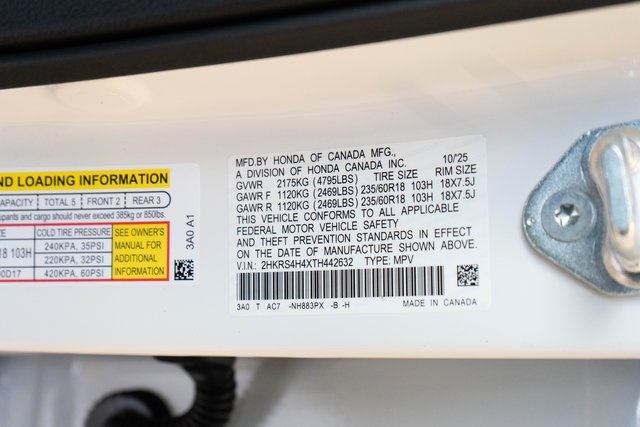 ND LOADING INFORMATION
CAPACITY TOTAL 5 FRONT 2 REAR 3
upants and cargo should never exceed 385kg or 850lbs.
ZE COLD TIRE PRESSURE SEE OWNER'S MANUAL FOR ADDITIONAL INFORMATION
18 103H 240KPA, 35PSI
220KPA, 32PSI
0D17 420KPA, 60PSI
3A0 A1
MFD.BY HONDA OF CANADA MFG.,
A DIVISION OF HONDA CANADA INC. 10/25
GVWR 2175KG (4795LBS) TIRE SIZE RIM SIZE
GAWR F 1120KG (2469LBS) 235/60R18 103H 18X7.5J
GAWR R 1120KG (2469LBS) 235/60R18 103H 18X7.5J
THIS VEHICLE CONFORMS TO ALL APPLICABLE
FEDERAL MOTOR VEHICLE SAFETY
AND THEFT PREVENTION STANDARDS IN EFFECT
ON THE DATE OF MANUFACTURE SHOWN ABOVE.
V.I.N.: 2HKRS4H4XTH442632 TYPE: MPV
3A0 T AC7 -NH883PX -B -H MADE IN CANADA